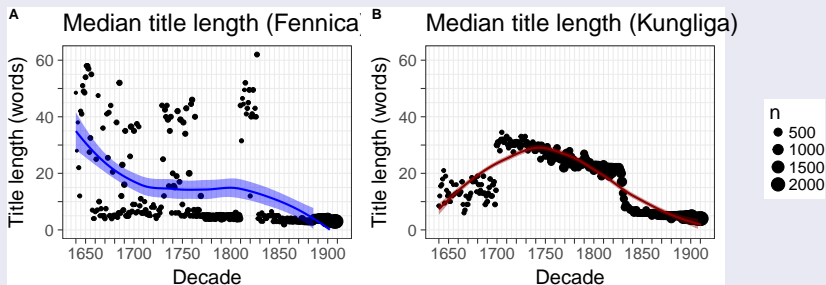 A
Median title length (Fennica)
Title length (words)
60
40
20
0
1650 1700 1750 1800 1850 1900
Decade
B
Median title length (Kungliga)
Title length (words)
60
40
20
0
1650 1700 1750 1800 1850 1900
Decade
n
500
1000
1500
2000